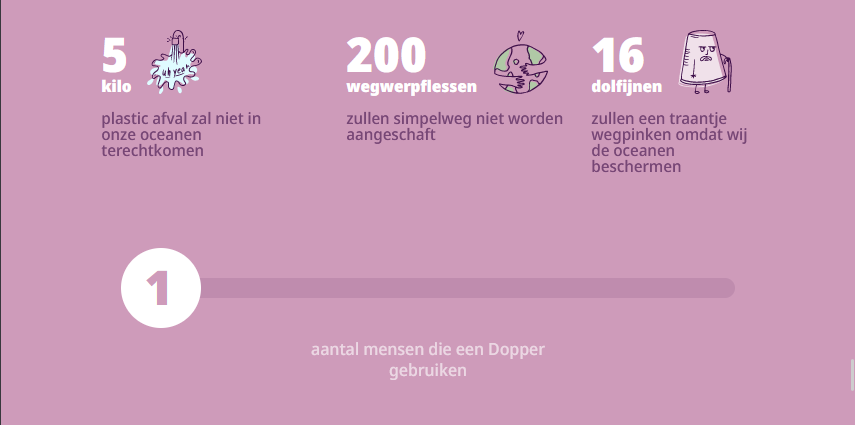 5
kilo
plastic afval zal niet in
onze oceanen
terechtkomen
200
wegwerpflessen
zullen simpelweg niet worden
aangeschaft
16
dolfijnen
zullen een traantje
wegpinken omdat wij
de oceanen
beschermen
1
aantal mensen die een Dopper
gebruiken